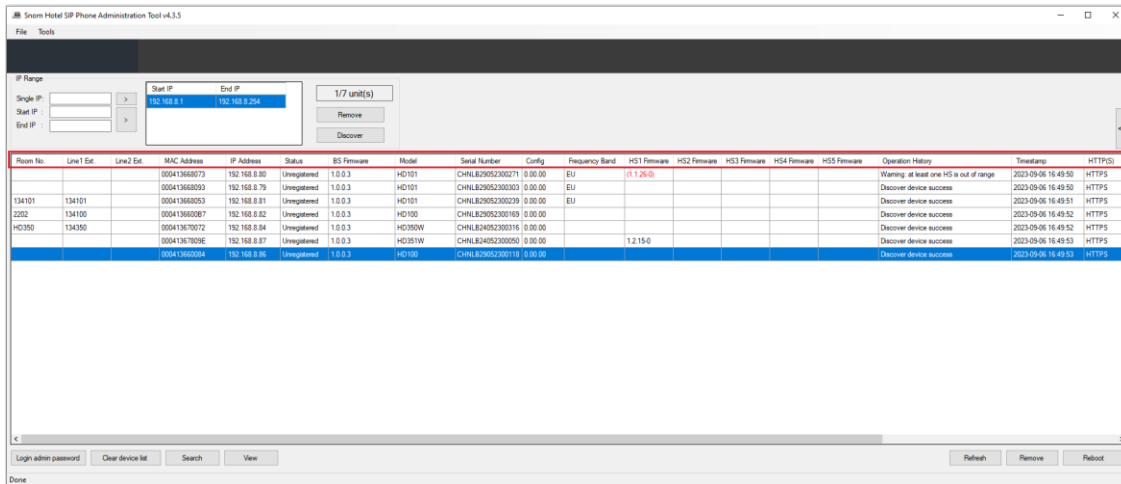 Snom Hotel SIP Phone Administration Tool v4.3.5
File Tools
IP Range
Single IP: >
Start IP :
End IP : >
Start IP End IP
192.168.8.1 192.168.8.254
1/7 unit(s)
Remove
Discover
Room No. Line1 Ext. Line2 Ext. MAC Address IP Address Status BS Firmware Model Serial Number Config Frequency Band HS1 Firmware HS2 Firmware HS3 Firmware HS4 Firmware HS5 Firmware Operation History Timestamp HTTP(S)
000413668073 192.168.8.80 Unregistered 1.0.0.3 HD101 CHNLB29052300271 0.00.00 EU (1.1.26-0) Warning: at least one HS is out of range 2023-09-06 16:49:50 HTTPS
000413668093 192.168.8.79 Unregistered 1.0.0.3 HD101 CHNLB29052300303 0.00.00 EU Discover device success 2023-09-06 16:49:50 HTTPS
134101 134101 000413668053 192.168.8.81 Unregistered 1.0.0.3 HD101 CHNLB29052300239 0.00.00 EU Discover device success 2023-09-06 16:49:51 HTTPS
2202 134100 0004136600B7 192.168.8.82 Unregistered 1.0.0.3 HD100 CHNLB29052300169 0.00.00 Discover device success 2023-09-06 16:49:52 HTTPS
HD350 134350 000413670072 192.168.8.84 Unregistered 1.0.0.3 HD350W CHNLB24052300316 0.00.00 Discover device success 2023-09-06 16:49:52 HTTPS
00041367809E 192.168.8.87 Unregistered 1.0.0.3 HD351W CHNLB24052300050 0.00.00 1.2.15-0 Discover device success 2023-09-06 16:49:53 HTTPS
000413660084 192.168.8.86 Unregistered 1.0.0.3 HD100 CHNLB29052300118 0.00.00 Discover device success 2023-09-06 16:49:53 HTTPS
Login admin password Clear device list Search View Refresh Remove Reboot
Done